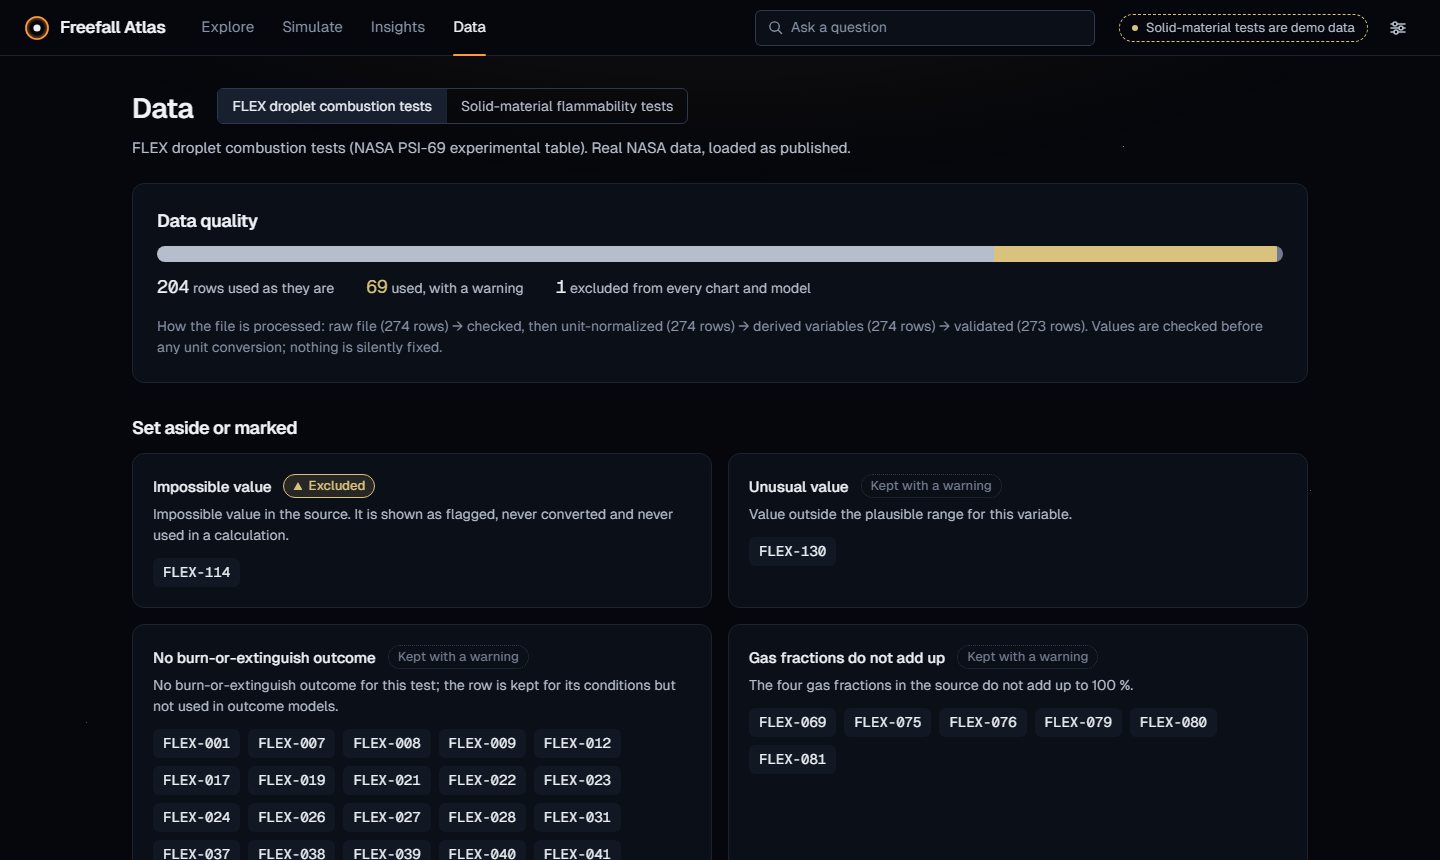 Freefall Atlas
Explore
Simulate
Insights
Data
Ask a question
Solid-material tests are demo data
Data
FLEX droplet combustion tests
Solid-material flammability tests
FLEX droplet combustion tests (NASA PSI-69 experimental table). Real NASA data, loaded as published.
Data quality
204 rows used as they are
69 used, with a warning
1 excluded from every chart and model
How the file is processed: raw file (274 rows) → checked, then unit-normalized (274 rows) → derived variables (274 rows) → validated (273 rows). Values are checked before
any unit conversion; nothing is silently fixed.
Set aside or marked
Impossible value
▲ Excluded
Impossible value in the source. It is shown as flagged, never converted and never
used in a calculation.
FLEX-114
Unusual value
Kept with a warning
Value outside the plausible range for this variable.
FLEX-130
No burn-or-extinguish outcome
Kept with a warning
No burn-or-extinguish outcome for this test; the row is kept for its conditions but
not used in outcome models.
FLEX-001 FLEX-007 FLEX-008 FLEX-009 FLEX-012
FLEX-017 FLEX-019 FLEX-021 FLEX-022 FLEX-023
FLEX-024 FLEX-026 FLEX-027 FLEX-028 FLEX-031
FLEX-037 FLEX-038 FLEX-039 FLEX-040 FLEX-041
Gas fractions do not add up
Kept with a warning
The four gas fractions in the source do not add up to 100 %.
FLEX-069 FLEX-075 FLEX-076 FLEX-079 FLEX-080
FLEX-081